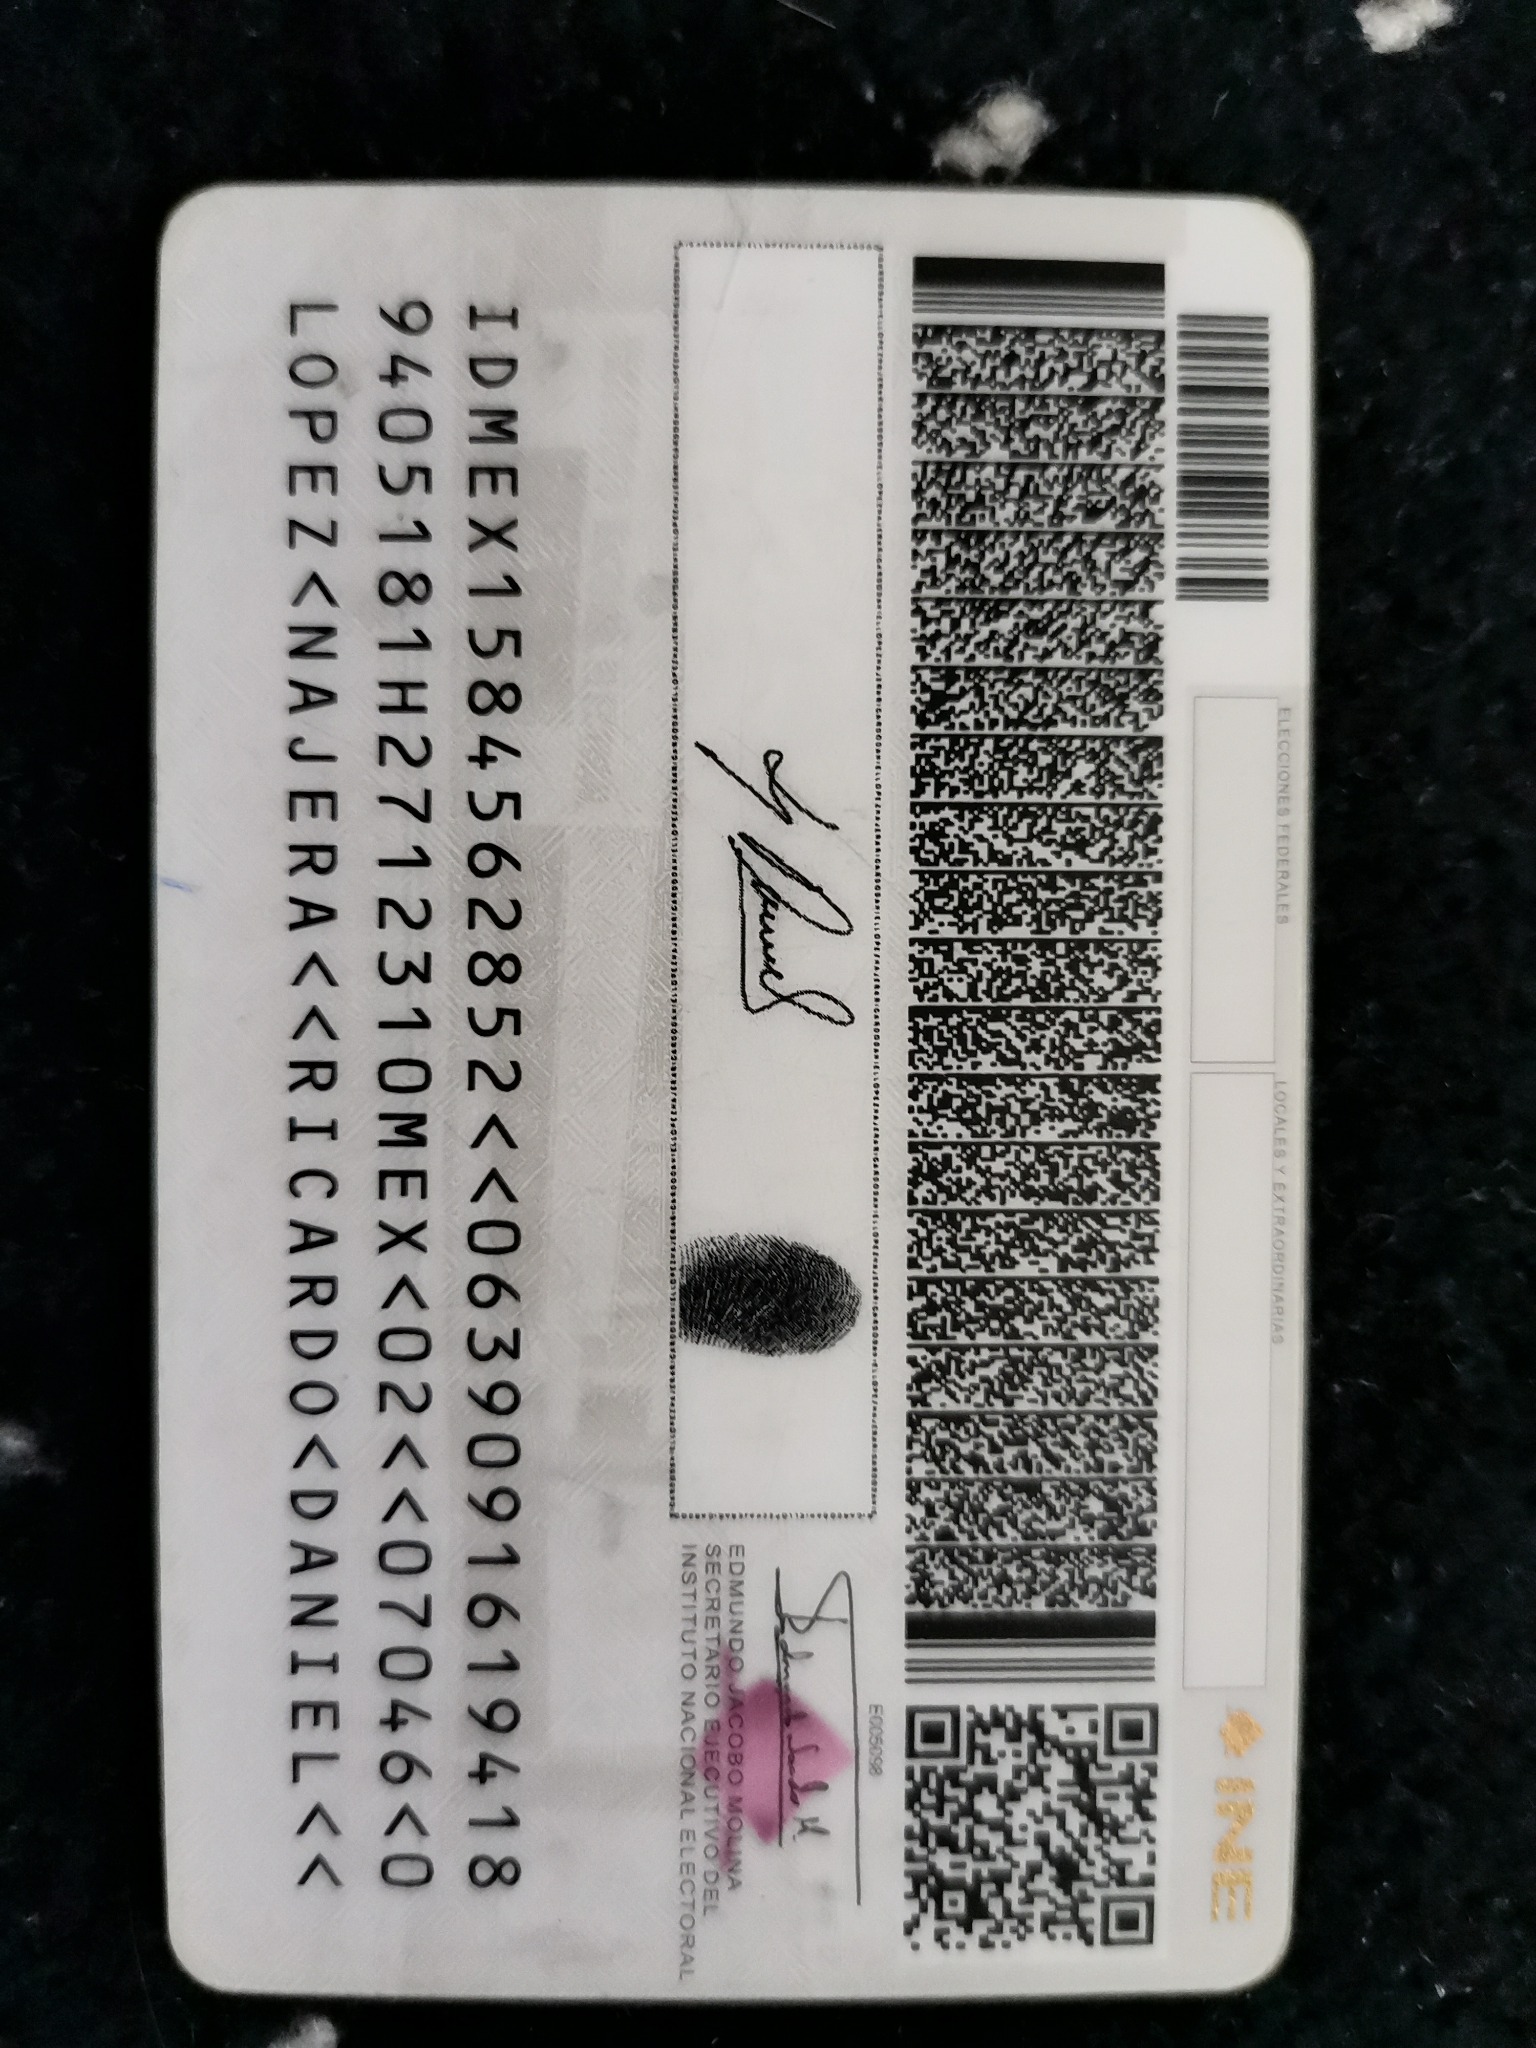 ELECCIONES FEDERALES
LOCALES Y EXTRAORDINARIAS
INE
E005098
EDMUNDO JACOBO MOLINA
SECRETARIO EJECUTIVO DEL
INSTITUTO NACIONAL ELECTORAL
IDMEX1584562852<<0639091619418
9405181H2712310MEX<02<<07046<0
LOPEZ<NAJERA<<RICARDO<DANIEL<<